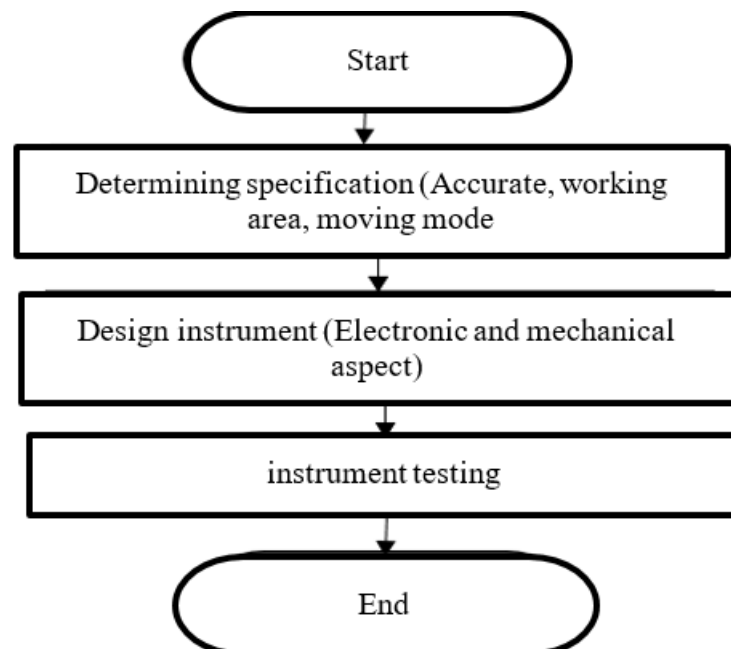 Start
Determining specification (Accurate, working
area, moving mode
Design instrument (Electronic and mechanical
aspect)
instrument testing
End